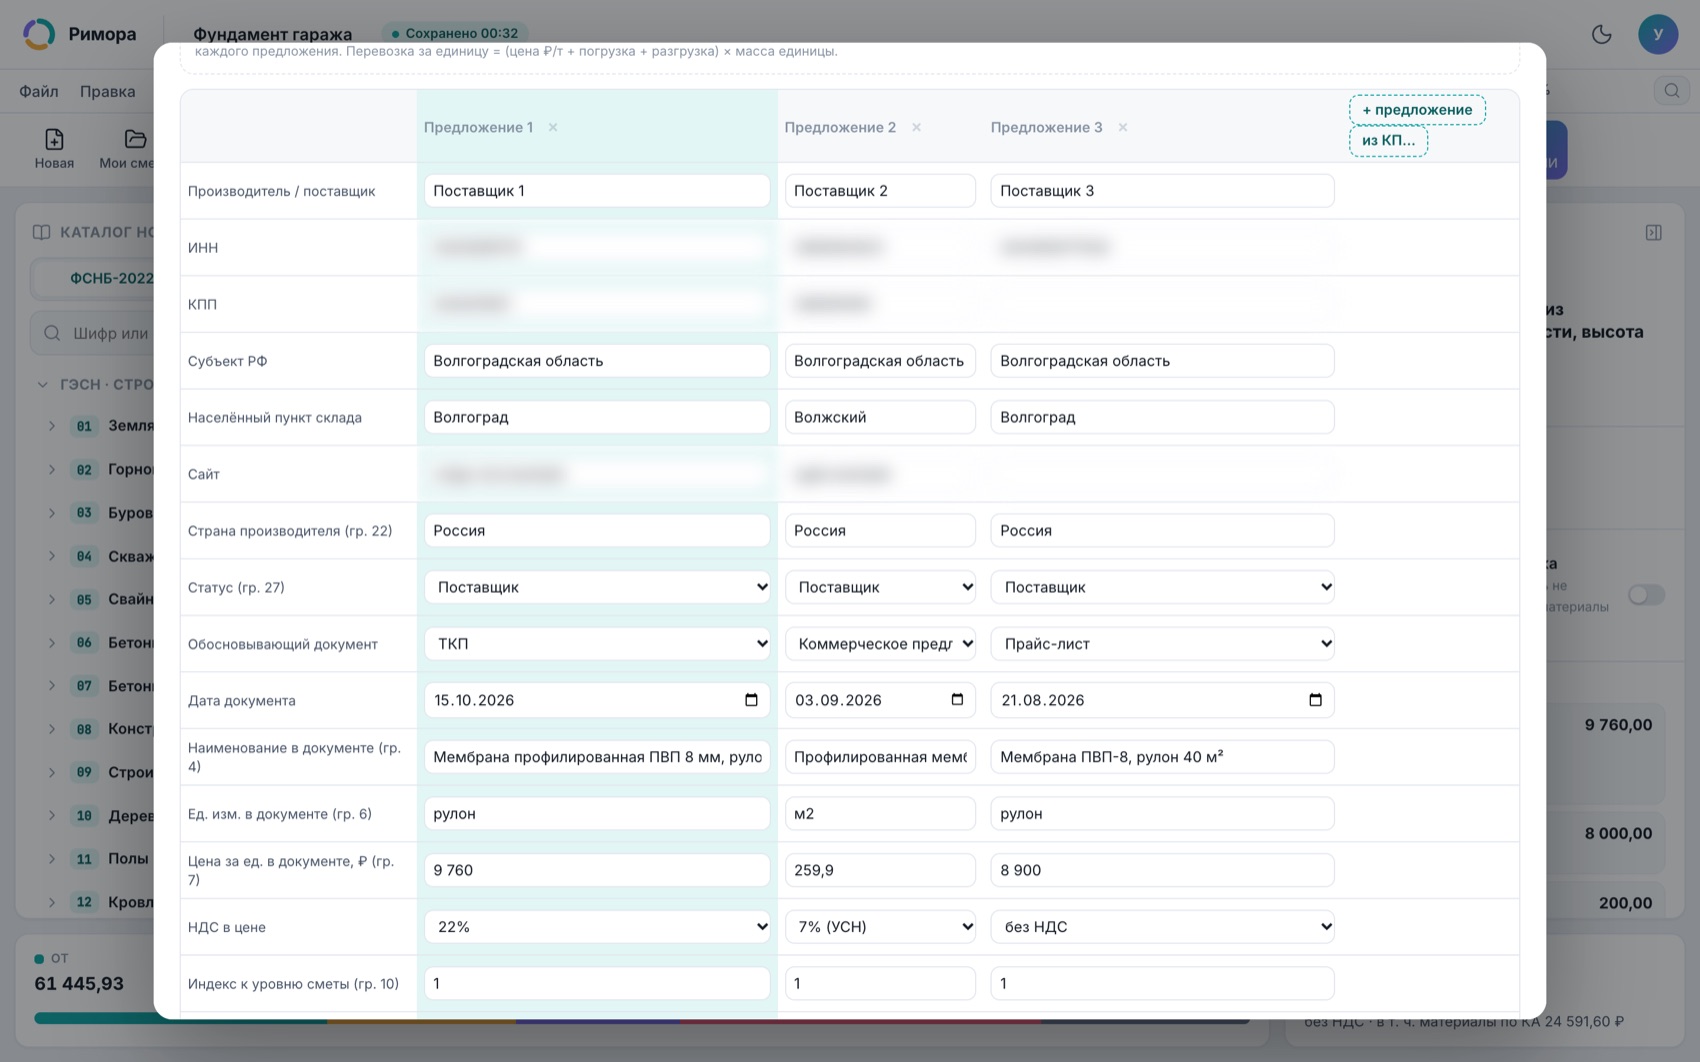 Римора
Фундамент гаража
Сохранено 00:32
У
каждого предложения. Перевозка за единицу = (цена ₽/т + погрузка + разгрузка) × масса единицы.
Файл
Правка
Новая
Мои сме
КАТАЛОГ НО
ФСНБ-2022
Шифр или
ГЭСН · СТРО
01 Земля
02 Горно
03 Буров
04 Скваж
05 Свайн
06 Бетон
07 Бетон
08 Конст
09 Строи
10 Дерев
11 Полы
12 Кровл
ОТ
61 445,93
Предложение 1 ×
Предложение 2 ×
Предложение 3 ×
+ предложение
из КП...
Производитель / поставщик
Поставщик 1
Поставщик 2
Поставщик 3
ИНН
КПП
Субъект РФ
Волгоградская область
Волгоградская область
Волгоградская область
Населённый пункт склада
Волгоград
Волжский
Волгоград
Сайт
Страна производителя (гр. 22)
Россия
Россия
Россия
Статус (гр. 27)
Поставщик
Поставщик
Поставщик
Обосновывающий документ
ТКП
Коммерческое предл
Прайс-лист
Дата документа
15.10.2026
03.09.2026
21.08.2026
Наименование в документе (гр.
4)
Мембрана профилированная ПВП 8 мм, руло
Профилированная мемб
Мембрана ПВП-8, рулон 40 м²
Ед. изм. в документе (гр. 6)
рулон
м2
рулон
Цена за ед. в документе, ₽ (гр.
7)
9 760
259,9
8 900
НДС в цене
22%
7% (УСН)
без НДС
Индекс к уровню сметы (гр. 10)
1
1
1
из
сти, высота
ка
ь не
материалы
9 760,00
8 000,00
200,00
без НДС · в т. ч. материалы по КА 24 591,60 ₽